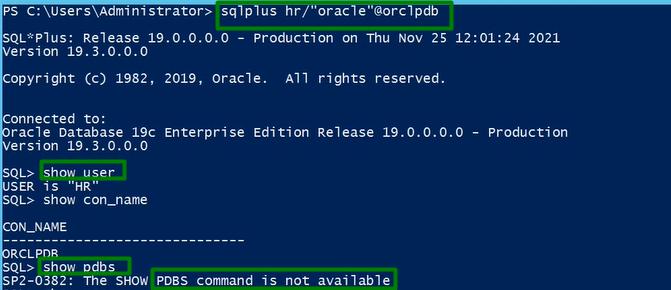 PS C:\Users\Administrator> sqlplus hr/"oracle"@orclpdb
SQL*Plus: Release 19.0.0.0.0 - Production on Thu Nov 25 12:01:24 2021
Version 19.3.0.0.0
Copyright (c) 1982, 2019, Oracle.  All rights reserved.
Connected to:
Oracle Database 19c Enterprise Edition Release 19.0.0.0.0 - Production
Version 19.3.0.0.0
SQL> show user
USER is "HR"
SQL> show con_name
CON_NAME
------------------------------
ORCLPDB
SQL> show pdbs
SP2-0382: The SHOW PDBS command is not available